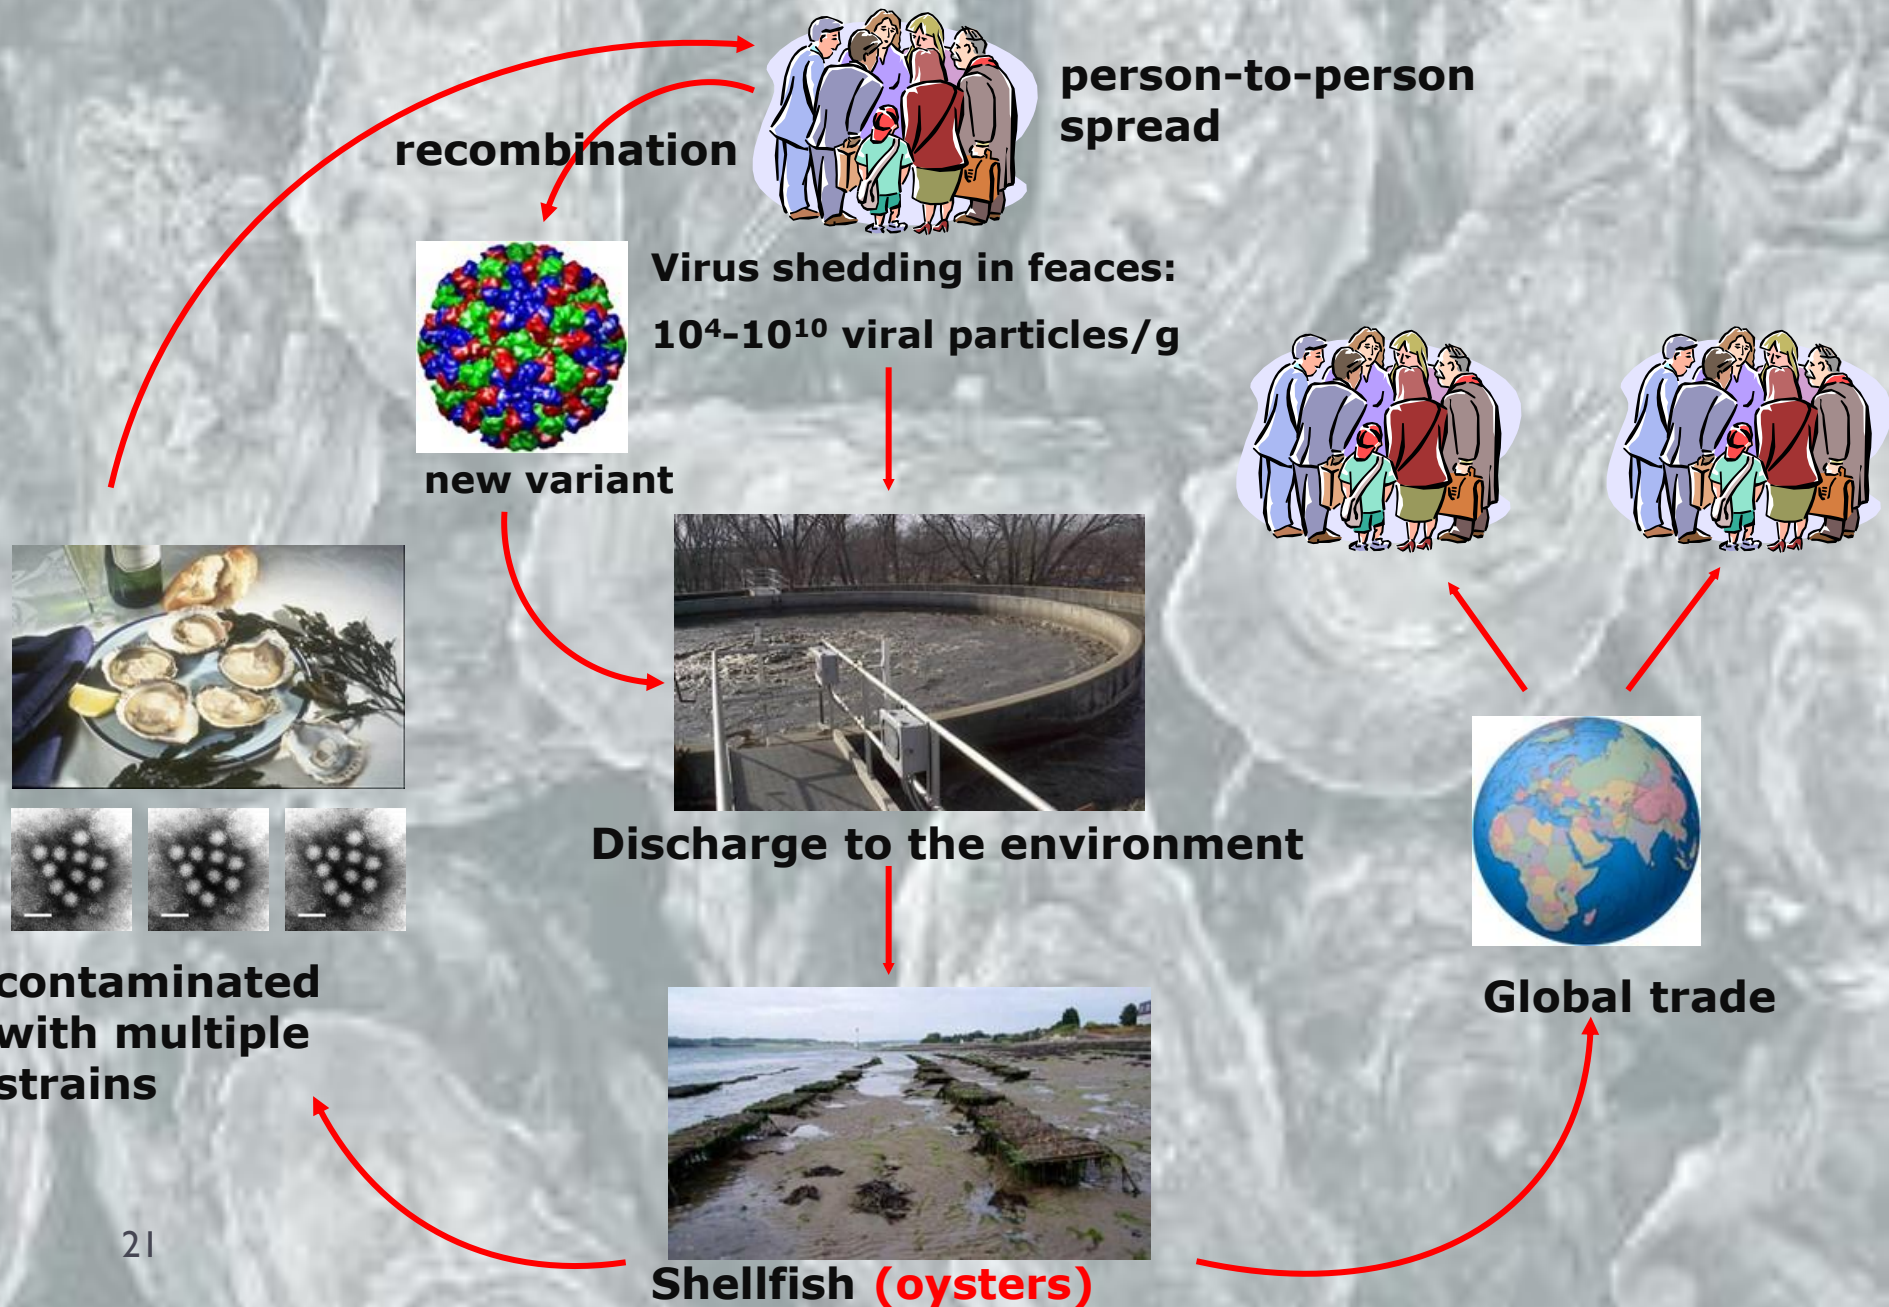 person-to-person
spread
recombination
Virus shedding in feaces:
10⁴-10¹⁰ viral particles/g
new variant
Discharge to the environment
contaminated
with multiple
strains
Global trade
21
Shellfish (oysters)